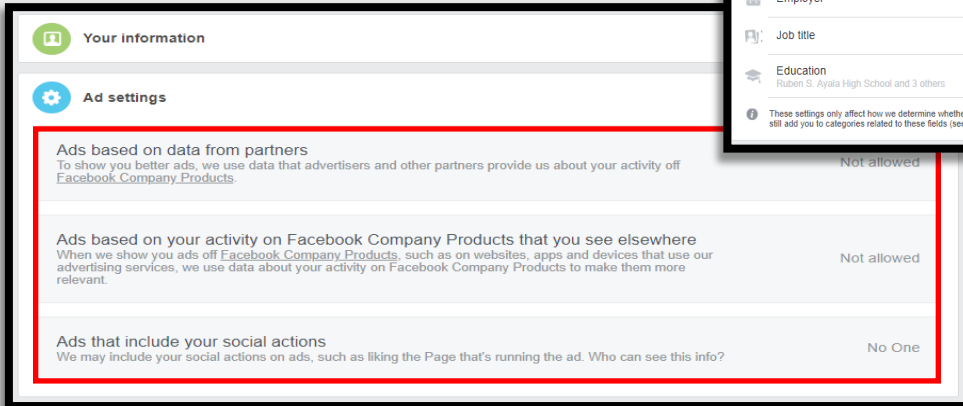 Employer
Job title
Education
Ruben S. Ayala High School and 3 others
These settings only affect how we determine
still add you to categories related to these fields
Your information
Ad settings
Ads based on data from partners
To show you better ads, we use data that advertisers and other partners provide us about your activity off
Facebook Company Products.
Not allowed
Ads based on your activity on Facebook Company Products that you see elsewhere
When we show you ads off Facebook Company Products, such as on websites, apps and devices that use our
advertising services, we use data about your activity on Facebook Company Products to make them more
relevant.
Not allowed
Ads that include your social actions
We may include your social actions on ads, such as liking the Page that's running the ad. Who can see this info?
No One